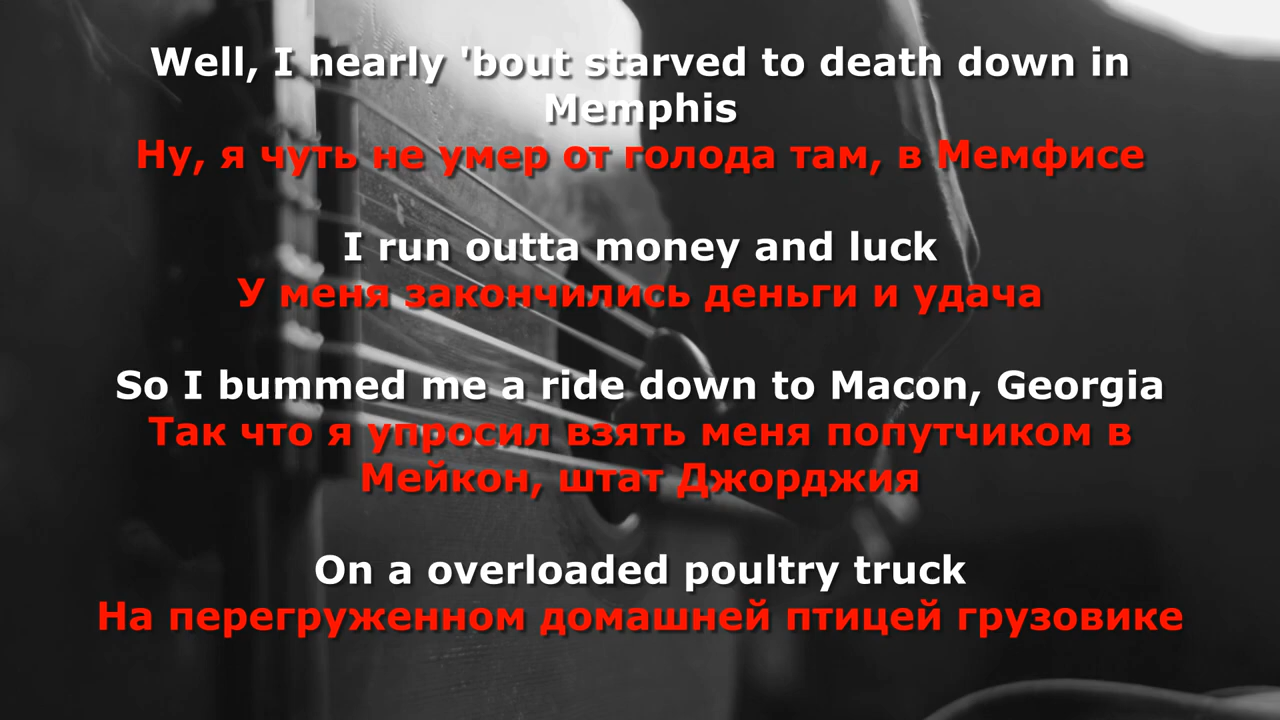 Well, I nearly 'bout starved to death down in
Memphis
Ну, я чуть не умер от голода там, в Мемфисе
I run outta money and luck
У меня закончились деньги и удача
So I bummed me a ride down to Macon, Georgia
Так что я упросил взять меня попутчиком в
Мейкон, штат Джорджия
On a overloaded poultry truck
На перегруженном домашней птицей грузовике